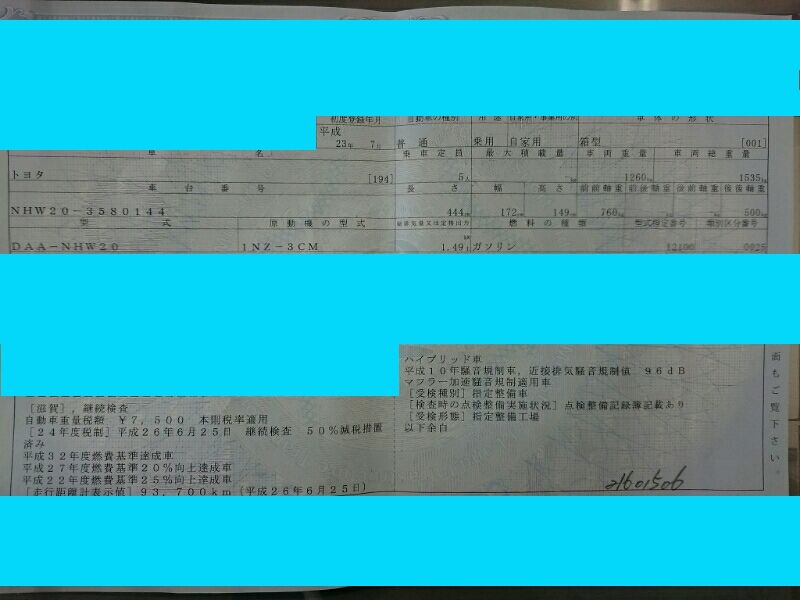 初度登録年月 自動車の種別 用途 自家用・事業用の別 車体の形状
平成
23年 7月 普通 乗用 自家用 箱型 [001]
車名 乗車定員 最大積載量 車両重量 車両総重量
トヨタ [194] 5人 kg 1260kg 1535kg
車台番号 長さ 幅 高さ 前前軸重 前後軸重 後前軸重 後後軸重
NHW20-3580144 444cm 172cm 149cm 760kg -kg -kg 500kg
型式 原動機の型式 総排気量又は定格出力 燃料の種類 型式指定番号 類別区分番号
DAA-NHW20 1NZ-3CM 1.49L ガソリン 0025
ハイブリッド車
平成10年騒音規制車，近接排気騒音規制値 96dB
マフラー加速騒音規制適用車
[受検種別] 指定整備車
[検査時の点検整備実施状況] 点検整備記録簿記載あり
[受検形態] 指定整備工場
以下余白
[滋賀]，継続検査
自動車重量税額 ¥7,500 本則税率適用
[24年度税制] 平成26年6月25日 継続検査 50%減税措置
済み
平成32年度燃費基準達成車
平成27年度燃費基準20%向上達成車
平成22年度燃費基準25%向上達成車
[走行距離計表示値] 93,700km (平成26年6月25日)
面もご覧下さい。